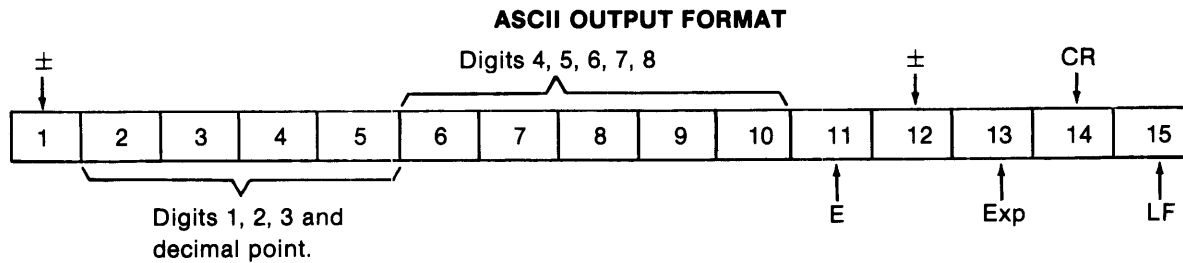 ASCII OUTPUT FORMAT
± Digits 4, 5, 6, 7, 8 ± CR
1 2 3 4 5 6 7 8 9 10 11 12 13 14 15
Digits 1, 2, 3 and E Exp LF
decimal point.